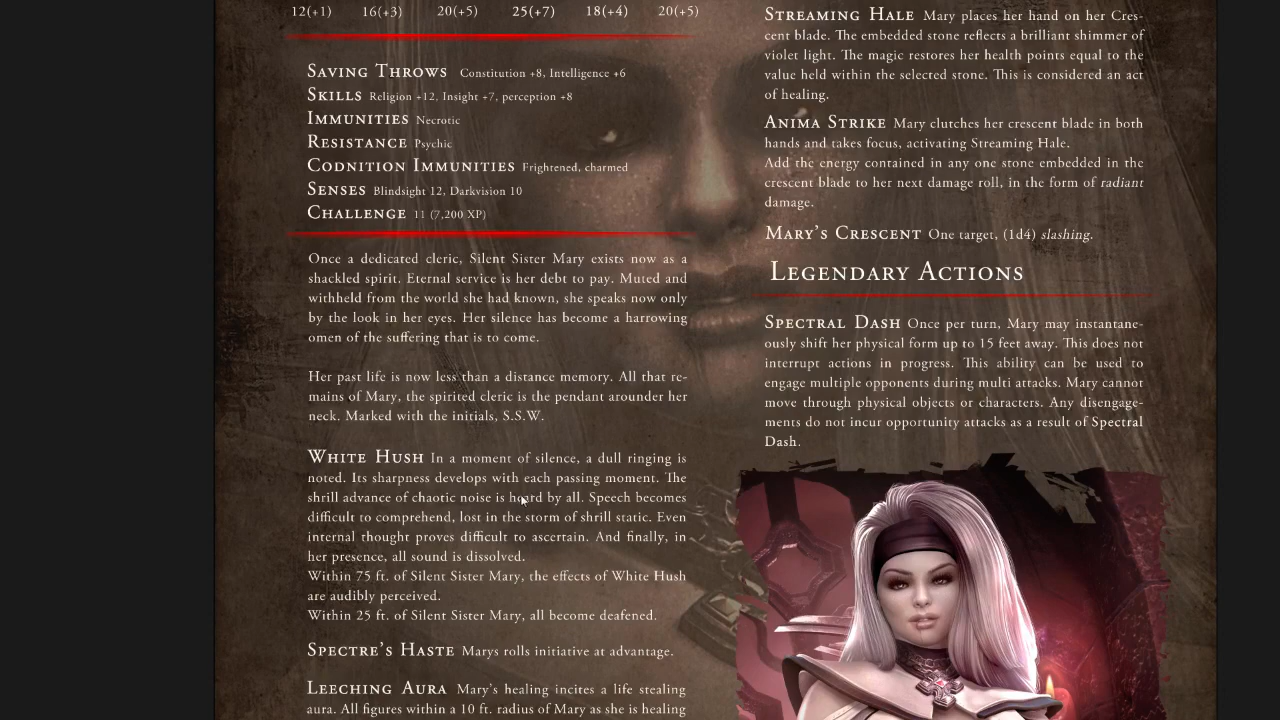 12(+1) 16(+3) 20(+5) 25(+7) 18(+4) 20(+5)
Saving Throws Constitution +8, Intelligence +6
Skills Religion +12, Insight +7, perception +8
Immunities Necrotic
Resistance Psychic
Codnition Immunities Frightened, charmed
Senses Blindsight 12, Darkvision 10
Challenge 11 (7,200 XP)
Once a dedicated cleric, Silent Sister Mary exists now as a
shackled spirit. Eternal service is her debt to pay. Muted and
withheld from the world she had known, she speaks now only
by the look in her eyes. Her silence has become a harrowing
omen of the suffering that is to come.
Her past life is now less than a distance memory. All that re-
mains of Mary, the spirited cleric is the pendant arounder her
neck. Marked with the initials, S.S.W.
White Hush In a moment of silence, a dull ringing is
noted. Its sharpness develops with each passing moment. The
shrill advance of chaotic noise is heard by all. Speech becomes
difficult to comprehend, lost in the storm of shrill static. Even
internal thought proves difficult to ascertain. And finally, in
her presence, all sound is dissolved.
Within 75 ft. of Silent Sister Mary, the effects of White Hush
are audibly perceived.
Within 25 ft. of Silent Sister Mary, all become deafened.
Spectre's Haste Marys rolls initiative at advantage.
Leeching Aura Mary's healing incites a life stealing
aura. All figures within a 10 ft. radius of Mary as she is healing
Streaming Hale Mary places her hand on her Cres-
cent blade. The embedded stone reflects a brilliant shimmer of
violet light. The magic restores her health points equal to the
value held within the selected stone. This is considered an act
of healing.
Anima Strike Mary clutches her crescent blade in both
hands and takes focus, activating Streaming Hale.
Add the energy contained in any one stone embedded in the
crescent blade to her next damage roll, in the form of radiant
damage.
Mary's Crescent One target, (1d4) slashing.
Legendary Actions
Spectral Dash Once per turn, Mary may instantane-
ously shift her physical form up to 15 feet away. This does not
interrupt actions in progress. This ability can be used to
engage multiple opponents during multi attacks. Mary cannot
move through physical objects or characters. Any disengage-
ments do not incur opportunity attacks as a result of Spectral
Dash.